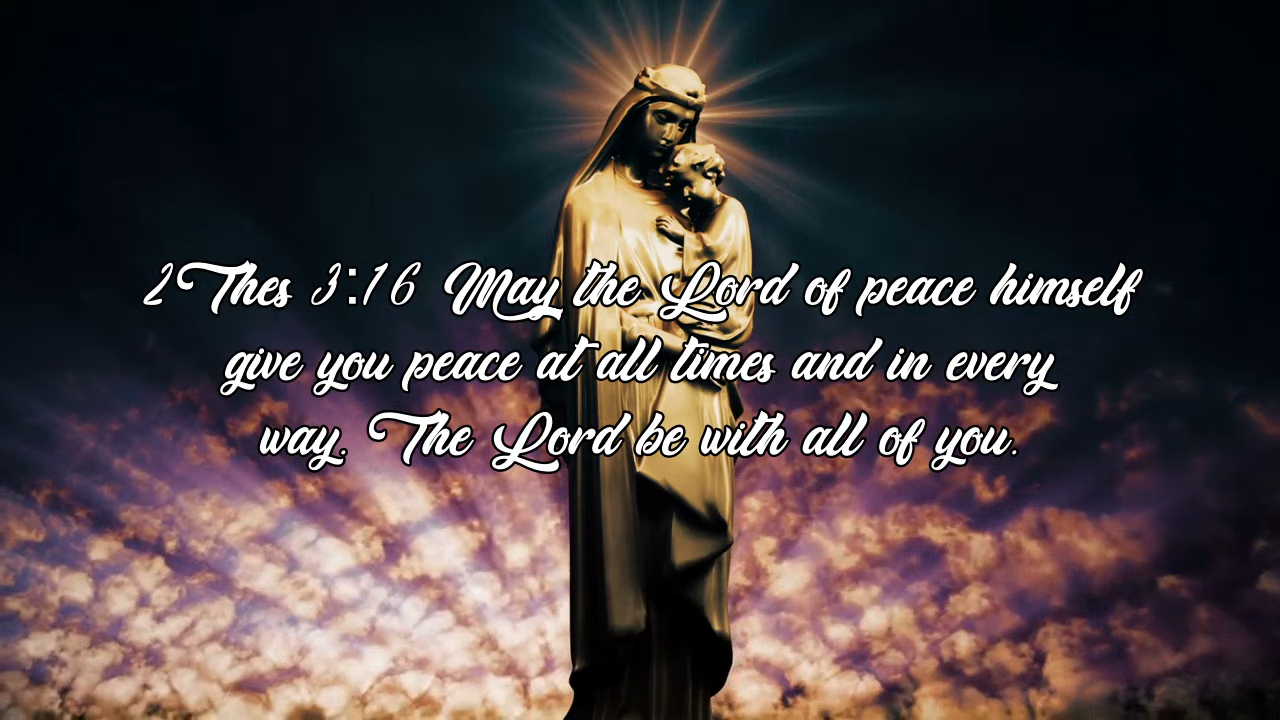 2 Thes 3:16 May the Lord of peace himself
give you peace at all times and in every
way. The Lord be with all of you.